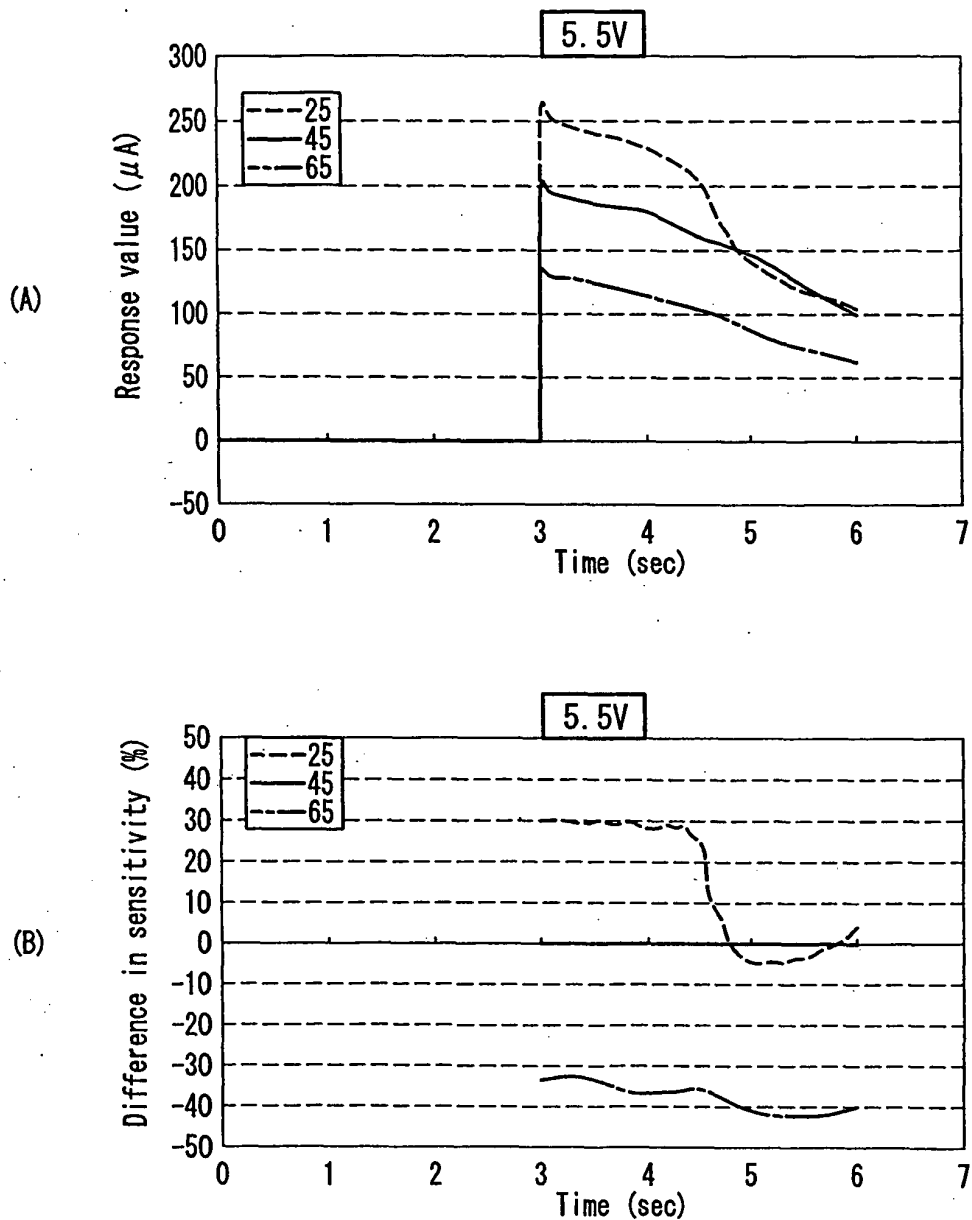 (A)
5.5V
Response value (μA)
300
250
200
150
100
50
0
-50
25
45
65
0 1 2 3 4 5 6 7
Time (sec)
(B)
5.5V
Difference in sensitivity (%)
50
40
30
20
10
0
-10
-20
-30
-40
-50
25
45
65
0 1 2 3 4 5 6 7
Time (sec)